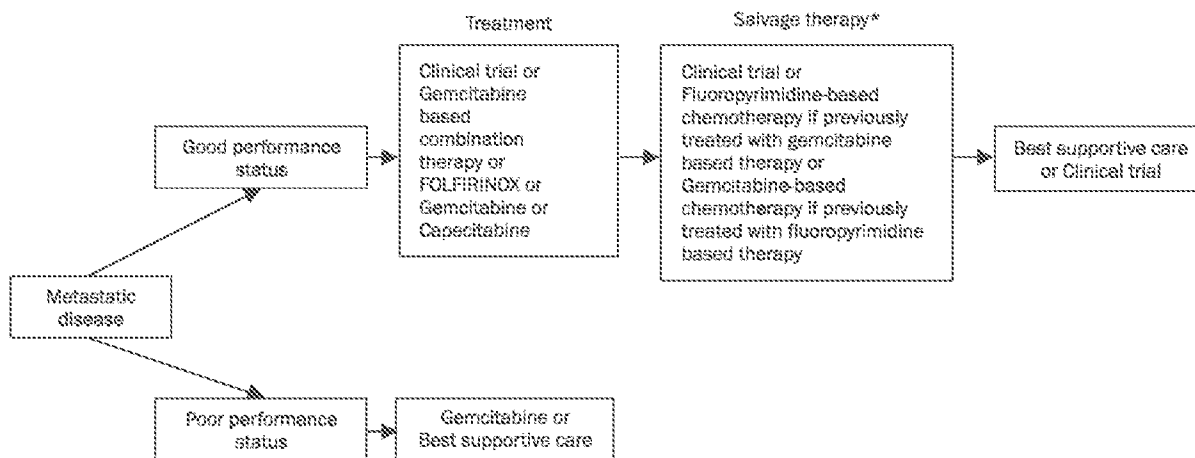 Treatment
Salvage therapy*
Clinical trial or
Gemcitabine
based
combination
therapy or
FOLFIRINOX or
Gemcitabine or
Capecitabine
Clinical trial or
Fluoropyrimidine-based
chemotherapy if previously
treated with gemcitabine
based therapy or
Gemcitabine-based
chemotherapy if previously
treated with fluoropyrimidine
based therapy
Good performance
status
Best supportive care
or Clinical trial
Metastatic
disease
Poor performance
status
Gemcitabine or
Best supportive care